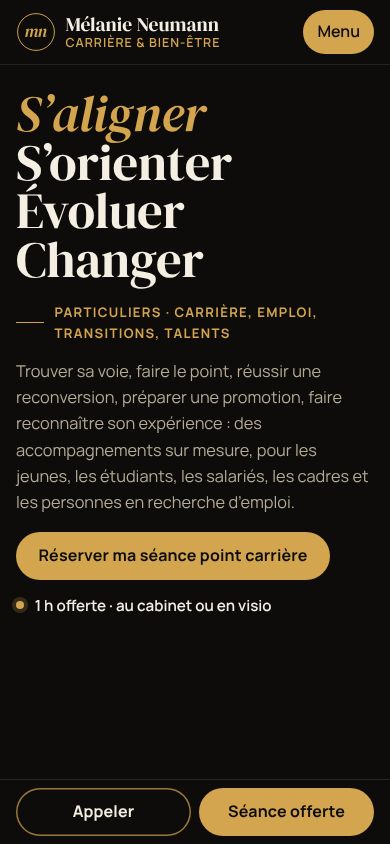 mn
Mélanie Neumann
CARRIÈRE & BIEN-ÊTRE
Menu
S’aligner
S’orienter
Évoluer
Changer
PARTICULIERS · CARRIÈRE, EMPLOI,
TRANSITIONS, TALENTS
Trouver sa voie, faire le point, réussir une
reconversion, préparer une promotion, faire
reconnaître son expérience : des
accompagnements sur mesure, pour les
jeunes, les étudiants, les salariés, les cadres et
les personnes en recherche d’emploi.
Réserver ma séance point carrière
1 h offerte · au cabinet ou en visio
Appeler
Séance offerte